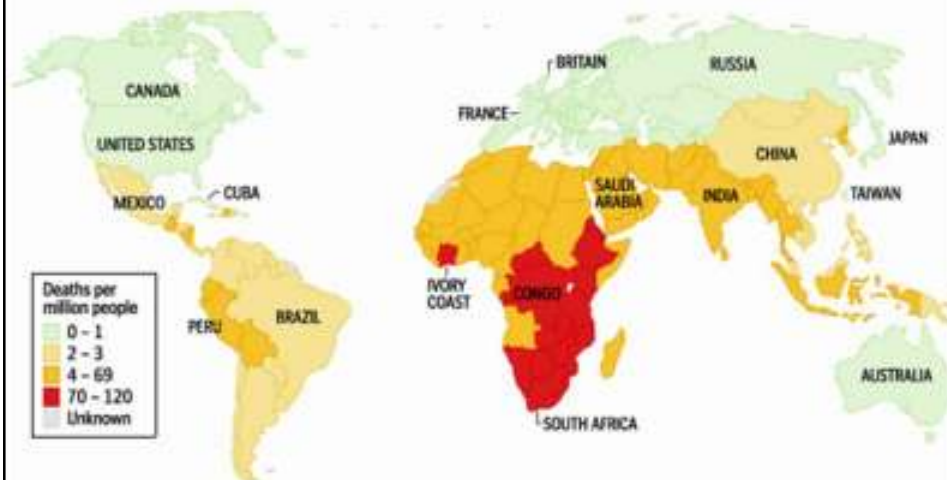 BRITAIN
RUSSIA
CANADA
FRANCE
UNITED STATES
JAPAN
CHINA
SAUDI
ARABIA
INDIA
TAIWAN
MEXICO
CUBA
IVORY
COAST
CONGO
PERU
BRAZIL
AUSTRALIA
SOUTH AFRICA
Deaths per
million people
0 – 1
2 – 3
4 – 69
70 – 120
Unknown